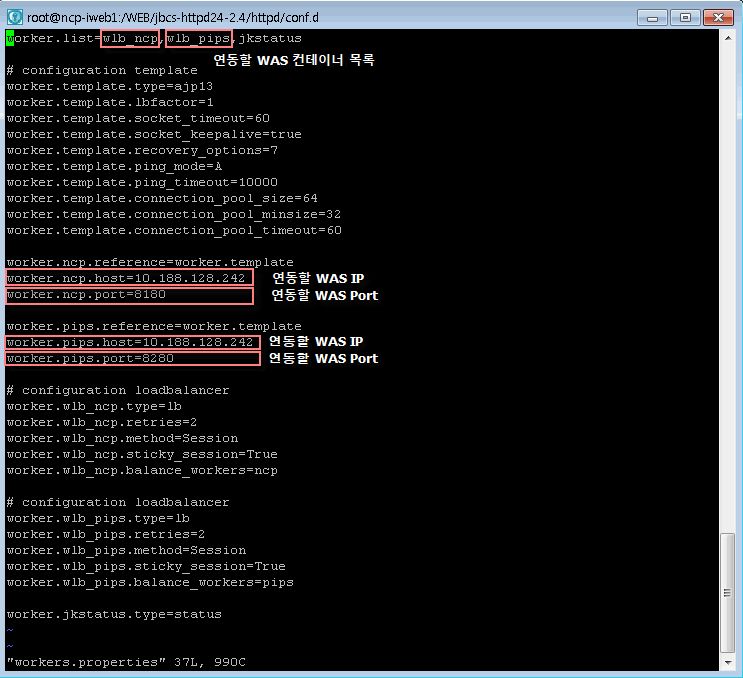 root@ncp-iweb1:/WEB/jbcs-httpd24-2.4/httpd/conf.d
worker.list=wlb_ncp,wlb_pips,jkstatus
연동할 WAS 컨테이너 목록
# configuration template
worker.template.type=ajp13
worker.template.lbfactor=1
worker.template.socket_timeout=60
worker.template.socket_keepalive=true
worker.template.recovery_options=7
worker.template.ping_mode=A
worker.template.ping_timeout=10000
worker.template.connection_pool_size=64
worker.template.connection_pool_minsize=32
worker.template.connection_pool_timeout=60
worker.ncp.reference=worker.template
worker.ncp.host=10.188.128.242 연동할 WAS IP
worker.ncp.port=8180 연동할 WAS Port
worker.pips.reference=worker.template
worker.pips.host=10.188.128.242 연동할 WAS IP
worker.pips.port=8280 연동할 WAS Port
# configuration loadbalancer
worker.wlb_ncp.type=lb
worker.wlb_ncp.retries=2
worker.wlb_ncp.method=Session
worker.wlb_ncp.sticky_session=True
worker.wlb_ncp.balance_workers=ncp
# configuration loadbalancer
worker.wlb_pips.type=lb
worker.wlb_pips.retries=2
worker.wlb_pips.method=Session
worker.wlb_pips.sticky_session=True
worker.wlb_pips.balance_workers=pips
worker.jkstatus.type=status
~
~
"workers.properties" 37L, 990C